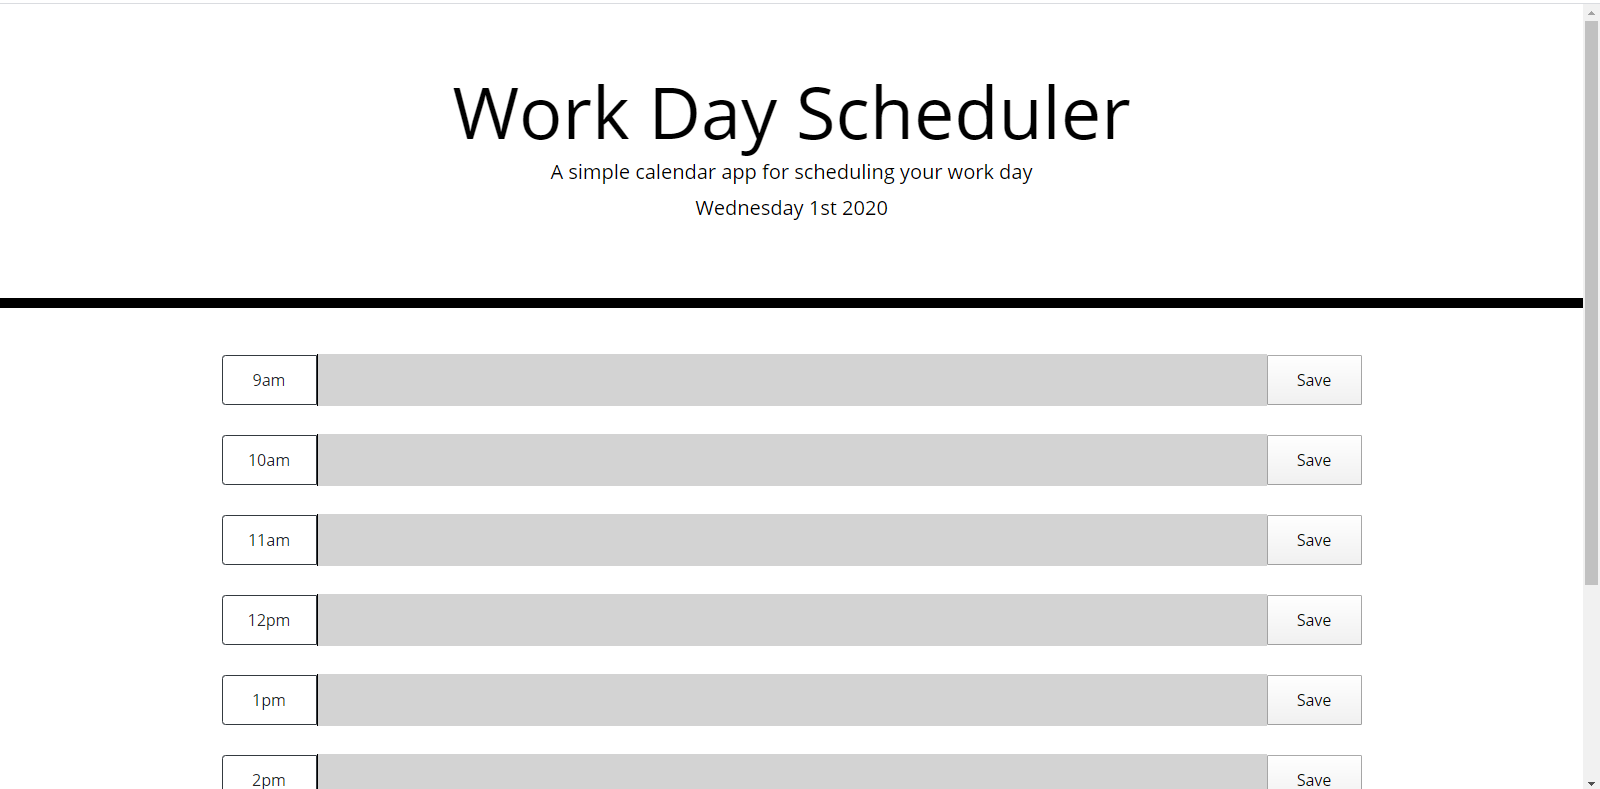 Work Day Scheduler
A simple calendar app for scheduling your work day
Wednesday 1st 2020
9am Save
10am Save
11am Save
12pm Save
1pm Save
2pm Save